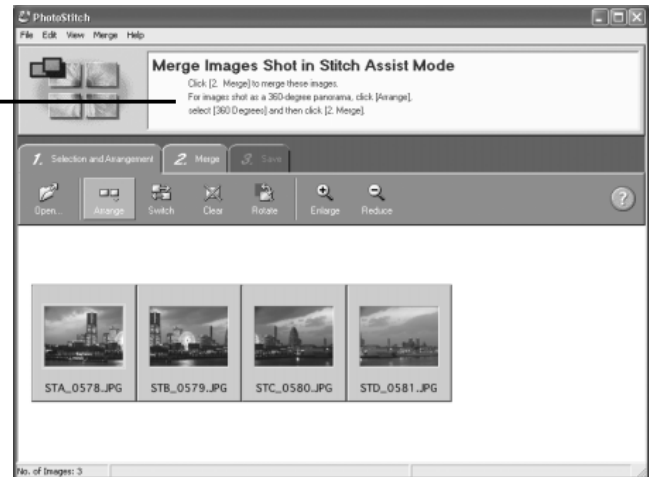 PhotoStitch
File Edit View Merge Help
Merge Images Shot in Stitch Assist Mode
Click [2. Merge] to merge these images.
For images shot as a 360-degree panorama, click [Arrange],
select [360 Degrees] and then click [2. Merge].
1. Selection and Arrangement 2. Merge 3. Save
Open... Arrange Switch Clear Rotate Enlarge Reduce ?
STA_0578.JPG STB_0579.JPG STC_0580.JPG STD_0581.JPG
No. of Images: 3